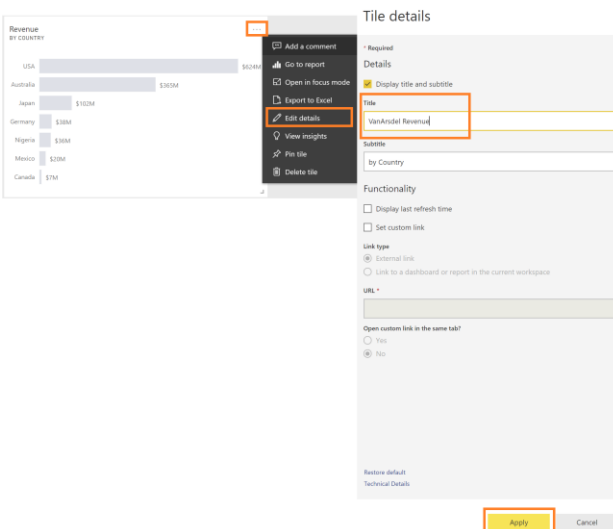 Revenue
BY COUNTRY
...
USA $624M
Australia $365M
Japan $102M
Germany $38M
Nigeria $36M
Mexico $20M
Canada $7M
Add a comment
Go to report
Open in focus mode
Export to Excel
Edit details
View insights
Pin tile
Delete tile
Tile details
* Required
Details
Display title and subtitle
Title
VanArsdel Revenue
Subtitle
by Country
Functionality
Display last refresh time
Set custom link
Link type
External link
Link to a dashboard or report in the current workspace
URL *
Open custom link in the same tab?
Yes
No
Restore default
Technical Details
Apply Cancel